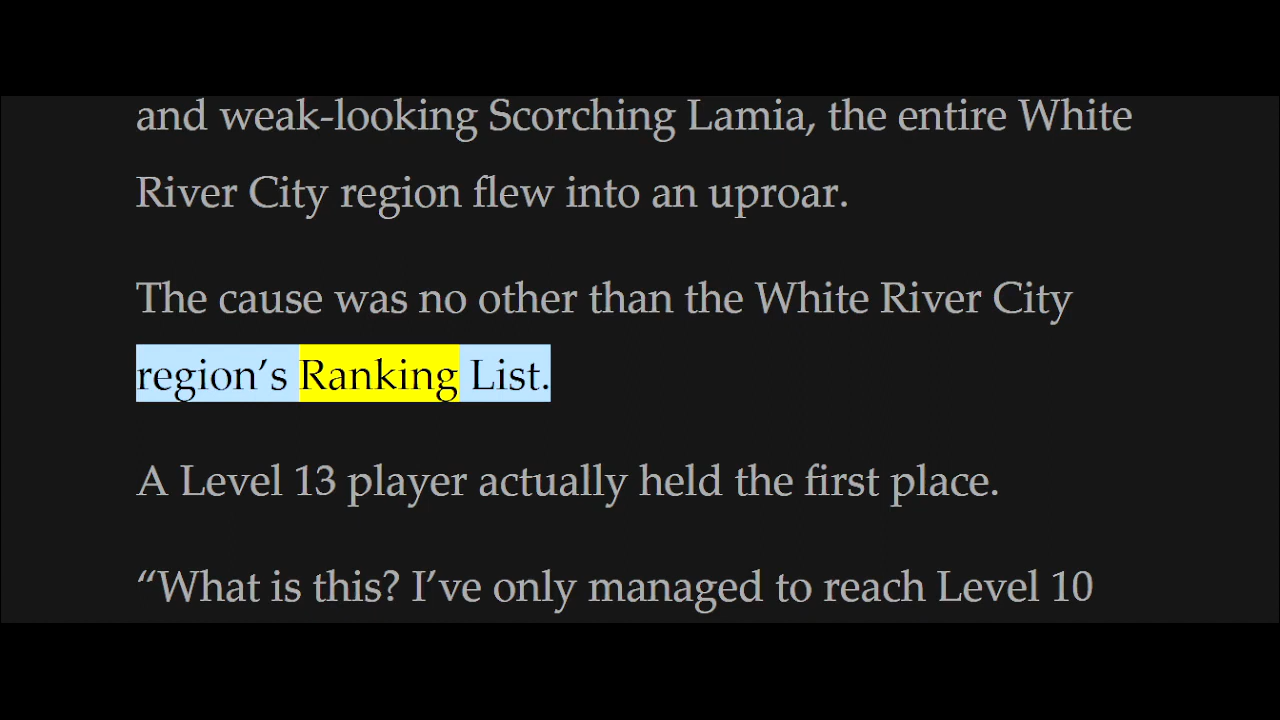 and weak-looking Scorching Lamia, the entire White
River City region flew into an uproar.
The cause was no other than the White River City
region’s Ranking List.
A Level 13 player actually held the first place.
“What is this? I’ve only managed to reach Level 10